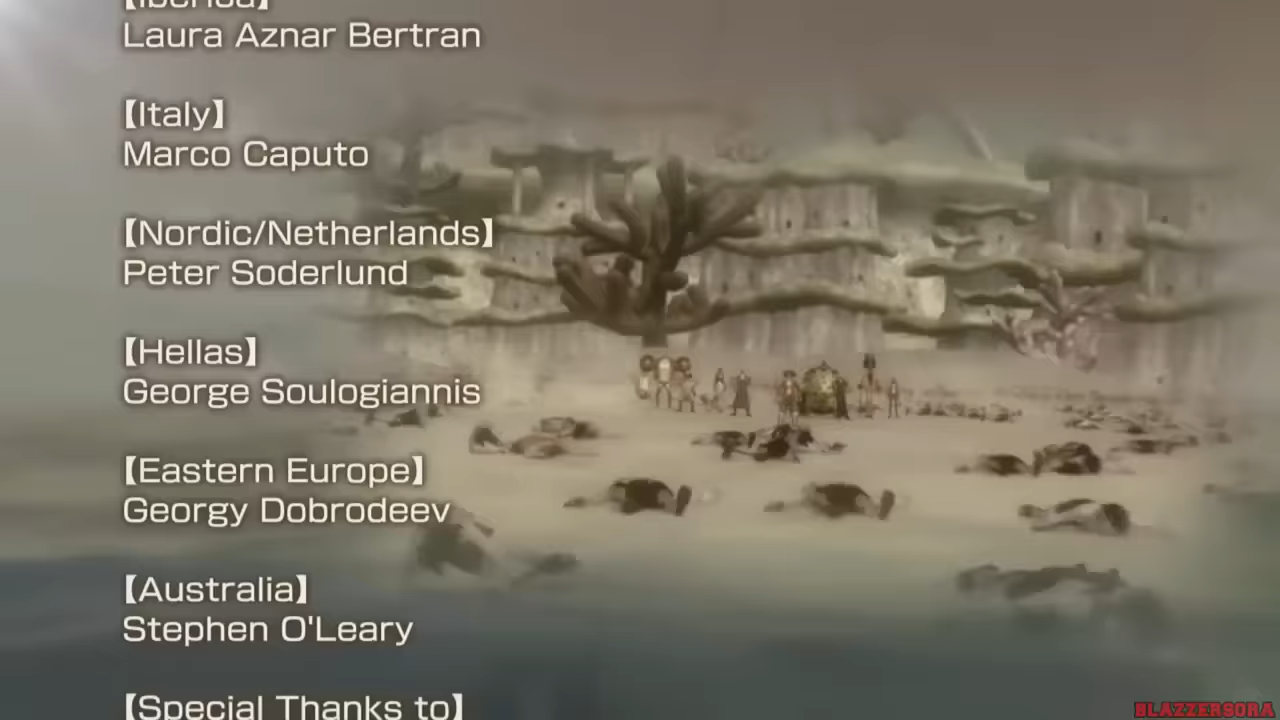 【Iberica】
Laura Aznar Bertran
【Italy】
Marco Caputo
【Nordic/Netherlands】
Peter Soderlund
【Hellas】
George Soulogiannis
【Eastern Europe】
Georgy Dobrodeev
【Australia】
Stephen O'Leary
【Special Thanks to】
BLAZZERSORA